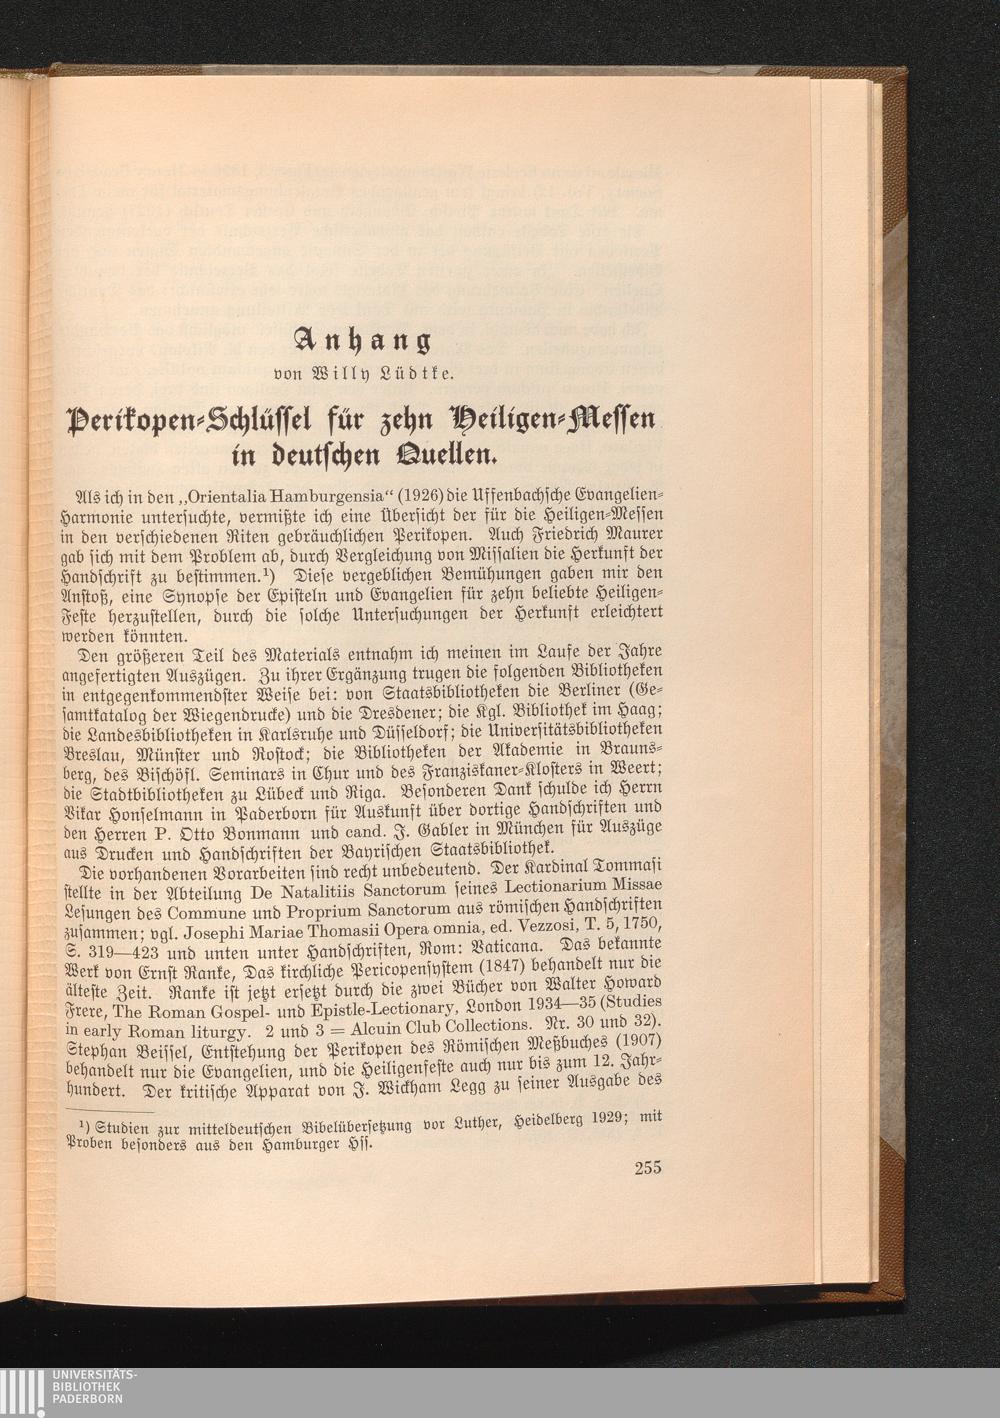 Anhang
von Willy Lüdtke.
Perikopen-Schlüssel für zehn Heiligen-Messen
in deutschen Quellen.
Als ich in den „Orientalia Hamburgensia“ (1926) die Uffenbachsche Evangelien-
Harmonie untersuchte, vermißte ich eine Übersicht der für die Heiligen-Messen
in den verschiedenen Riten gebräuchlichen Perikopen. Auch Friedrich Maurer
gab sich mit dem Problem ab, durch Vergleichung von Missalien die Herkunft der
Handschrift zu bestimmen.¹) Diese vergeblichen Bemühungen gaben mir den
Anstoß, eine Synopse der Episteln und Evangelien für zehn beliebte Heiligen-
Feste herzustellen, durch die solche Untersuchungen der Herkunft erleichtert
werden könnten.
Den größeren Teil des Materials entnahm ich meinen im Laufe der Jahre
angefertigten Auszügen. Zu ihrer Ergänzung trugen die folgenden Bibliotheken
in entgegenkommendster Weise bei: von Staatsbibliotheken die Berliner (Ge-
samtkatalog der Wiegendrucke) und die Dresdener; die Kgl. Bibliothek im Haag;
die Landesbibliotheken in Karlsruhe und Düsseldorf; die Universitätsbibliotheken
Breslau, Münster und Rostock; die Bibliotheken der Akademie in Brauns-
berg, des Bischöfl. Seminars in Chur und des Franziskaner-Klosters in Weert;
die Stadtbibliotheken zu Lübeck und Riga. Besonderen Dank schulde ich Herrn
Vikar Honselmann in Paderborn für Auskunft über dortige Handschriften und
den Herren P. Otto Bonmann und cand. J. Gabler in München für Auszüge
aus Drucken und Handschriften der Bayrischen Staatsbibliothek.
Die vorhandenen Vorarbeiten sind recht unbedeutend. Der Kardinal Tommasi
stellte in der Abteilung De Natalitiis Sanctorum seines Lectionarium Missae
Lesungen des Commune und Proprium Sanctorum aus römischen Handschriften
zusammen; vgl. Josephi Mariae Thomasii Opera omnia, ed. Vezzosi, T. 5, 1750,
S. 319—423 und unten unter Handschriften, Rom: Vaticana. Das bekannte
Werk von Ernst Ranke, Das kirchliche Pericopensystem (1847) behandelt nur die
älteste Zeit. Ranke ist jetzt ersetzt durch die zwei Bücher von Walter Howard
Frere, The Roman Gospel- und Epistle-Lectionary, London 1934—35 (Studies
in early Roman liturgy. 2 und 3 = Alcuin Club Collections. Nr. 30 und 32).
Stephan Beissel, Entstehung der Perikopen des Römischen Meßbuches (1907)
behandelt nur die Evangelien, und die Heiligenfeste auch nur bis zum 12. Jahr-
hundert. Der kritische Apparat von J. Wickham Legg zu seiner Ausgabe des
¹) Studien zur mitteldeutschen Bibelübersetzung vor Luther, Heidelberg 1929; mit
Proben besonders aus den Hamburger Hss.
255
UNIVERSITÄTS-
BIBLIOTHEK
PADERBORN